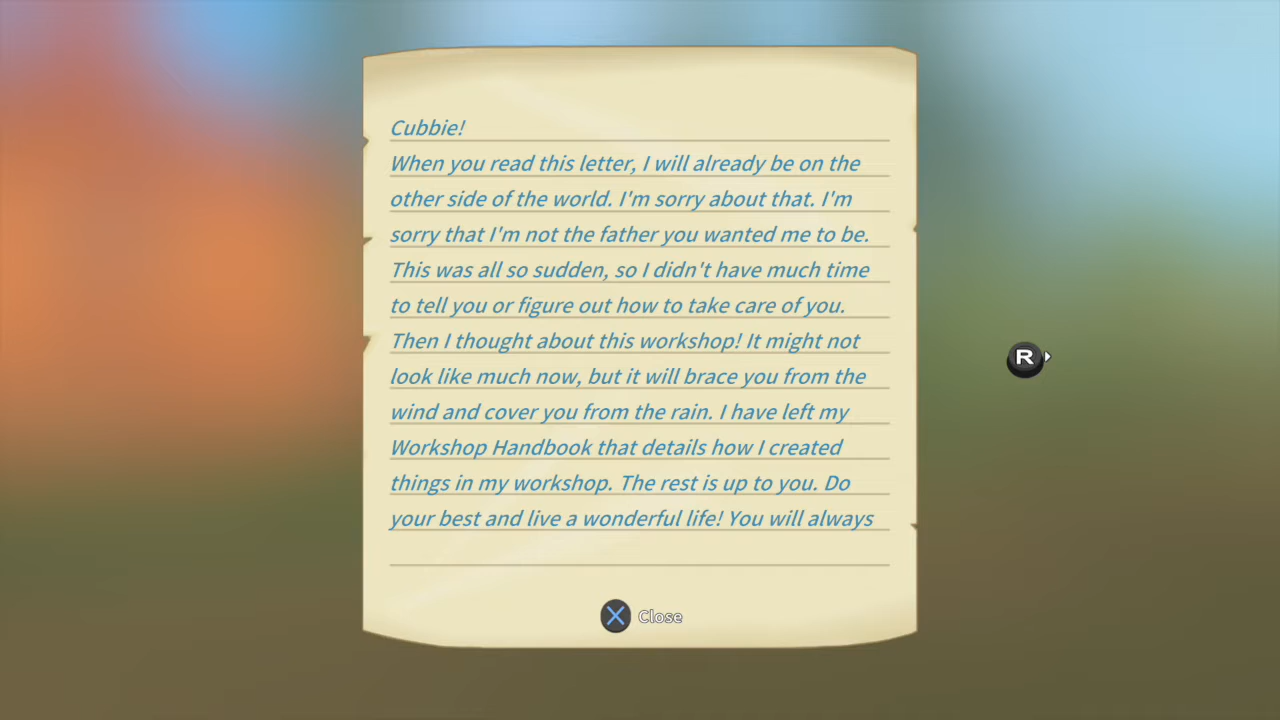 Cubbie!
When you read this letter, I will already be on the
other side of the world. I'm sorry about that. I'm
sorry that I'm not the father you wanted me to be.
This was all so sudden, so I didn't have much time
to tell you or figure out how to take care of you.
Then I thought about this workshop! It might not
look like much now, but it will brace you from the
wind and cover you from the rain. I have left my
Workshop Handbook that details how I created
things in my workshop. The rest is up to you. Do
your best and live a wonderful life! You will always
R
Close